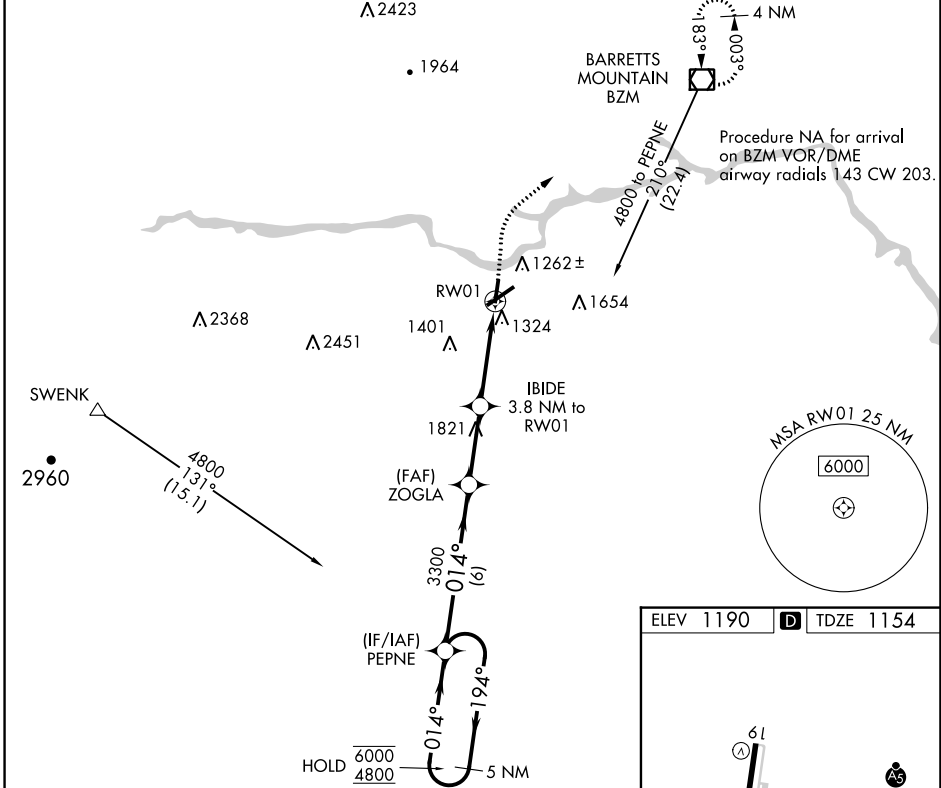 2423
1964
4 NM
183°
003°
BARRETTS
MOUNTAIN
BZM
Procedure NA for arrival
on BZM VOR/DME
airway radials 143 CW 203.
4800 to PEPNE
210°
(22.4)
1262 ±
RW01
1654
2368
1401
1324
2451
SWENK
IBIDE
3.8 NM to
RW01
1821
MSA RW01 25 NM
6000
2960
4800
131°
(15.1)
(FAF)
ZOGLA
3300
014°
(6)
ELEV 1190
D
TDZE 1154
(IF/IAF)
PEPNE
014°
194°
HOLD
6000
4800
5 NM
19
V
A5